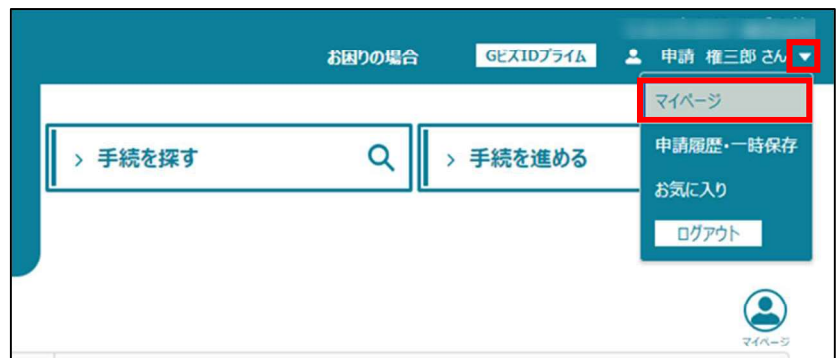 お困りの場合 GビズIDプライム 申請 権三郎 さん ▼
マイページ
> 手続を探す > 手続を進める
申請履歴・一時保存
お気に入り
ログアウト
マイページ